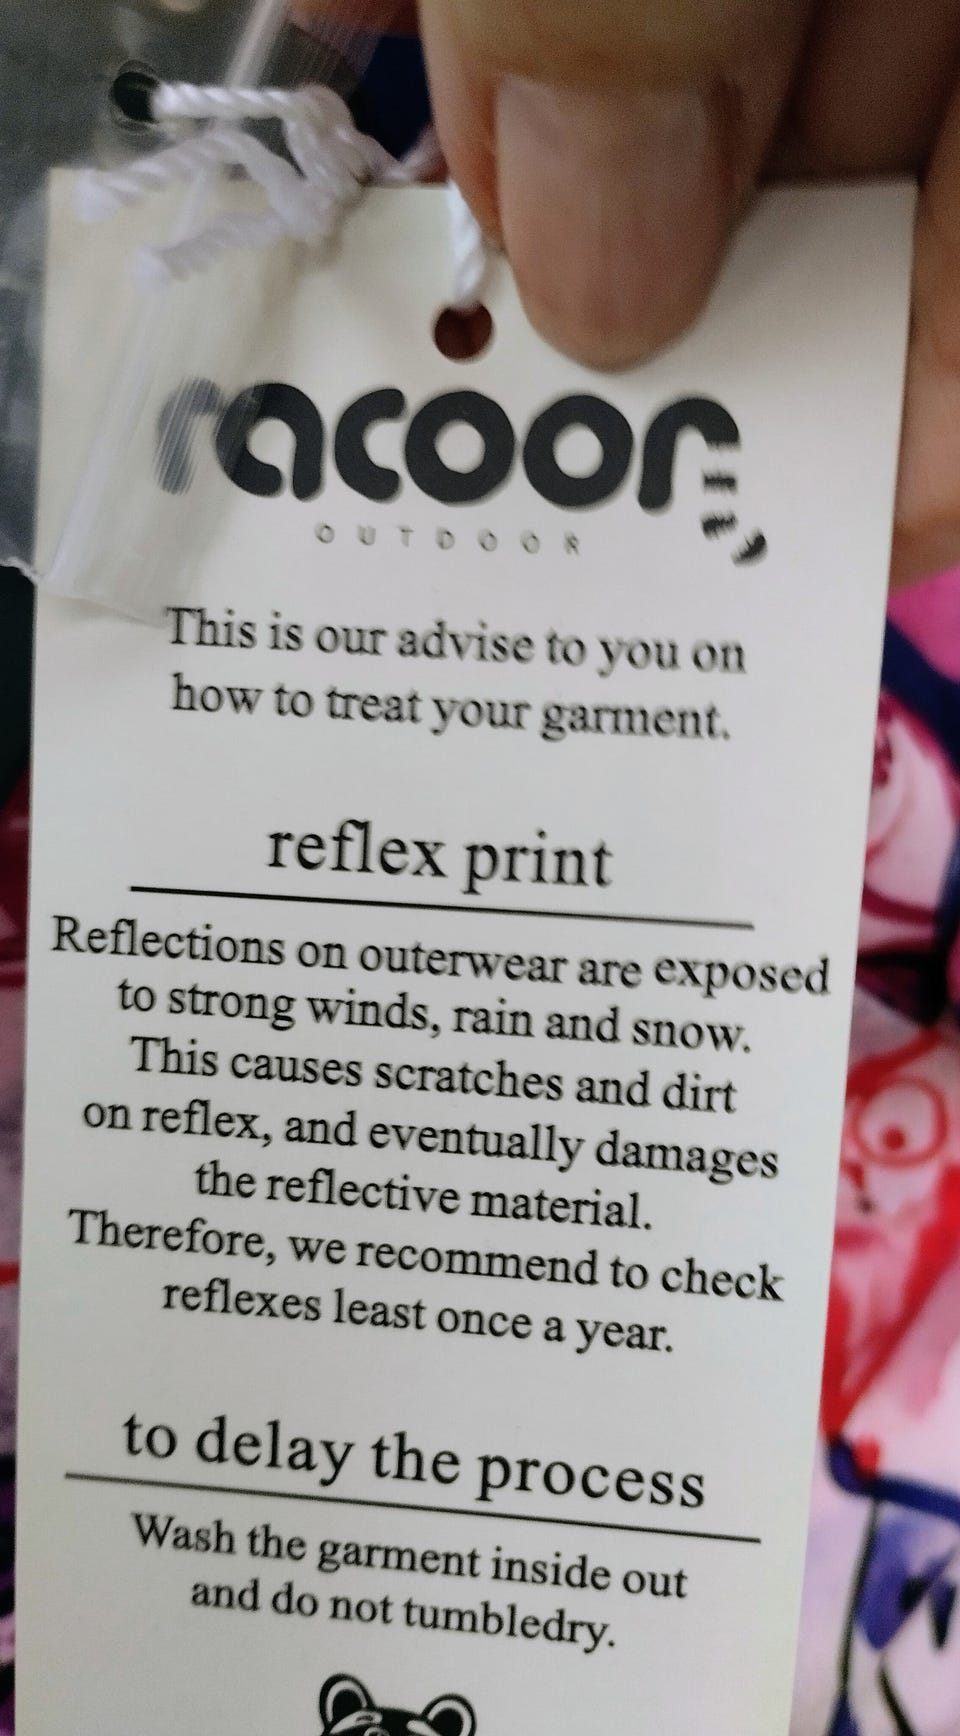 racoon
OUTDOOR
This is our advise to you on
how to treat your garment.
reflex print
Reflections on outerwear are exposed
to strong winds, rain and snow.
This causes scratches and dirt
on reflex, and eventually damages
the reflective material.
Therefore, we recommend to check
reflexes least once a year.
to delay the process
Wash the garment inside out
and do not tumbledry.